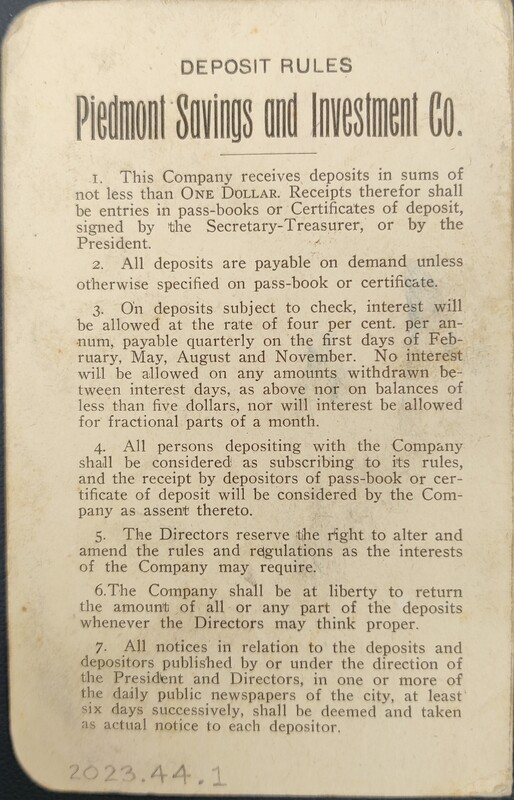 DEPOSIT RULES
Piedmont Savings and Investment Co.
1. This Company receives deposits in sums of
not less than ONE DOLLAR. Receipts therefor shall
be entries in pass-books or Certificates of deposit,
signed by the Secretary-Treasurer, or by the
President.
2. All deposits are payable on demand unless
otherwise specified on pass-book or certificate.
3. On deposits subject to check, interest will
be allowed at the rate of four per cent. per an-
num, payable quarterly on the first days of Feb-
ruary, May, August and November. No interest
will be allowed on any amounts withdrawn be-
tween interest days, as above nor on balances of
less than five dollars, nor will interest be allowed
for fractional parts of a month.
4. All persons depositing with the Company
shall be considered as subscribing to its rules,
and the receipt by depositors of pass-book or cer-
tificate of deposit will be considered by the Com-
pany as assent thereto.
5. The Directors reserve the right to alter and
amend the rules and regulations as the interests
of the Company may require.
6.The Company shall be at liberty to return
the amount of all or any part of the deposits
whenever the Directors may think proper.
7. All notices in relation to the deposits and
depositors published by or under the direction of
the President and Directors, in one or more of
the daily public newspapers of the city, at least
six days successively, shall be deemed and taken
as actual notice to each depositor.
2023.44.1